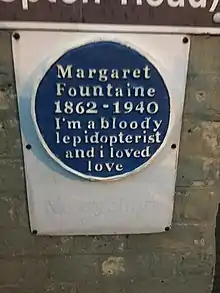 Margaret
Fountaine
1862-1940
I'm a bloody
lepidopterist
and i loved
love